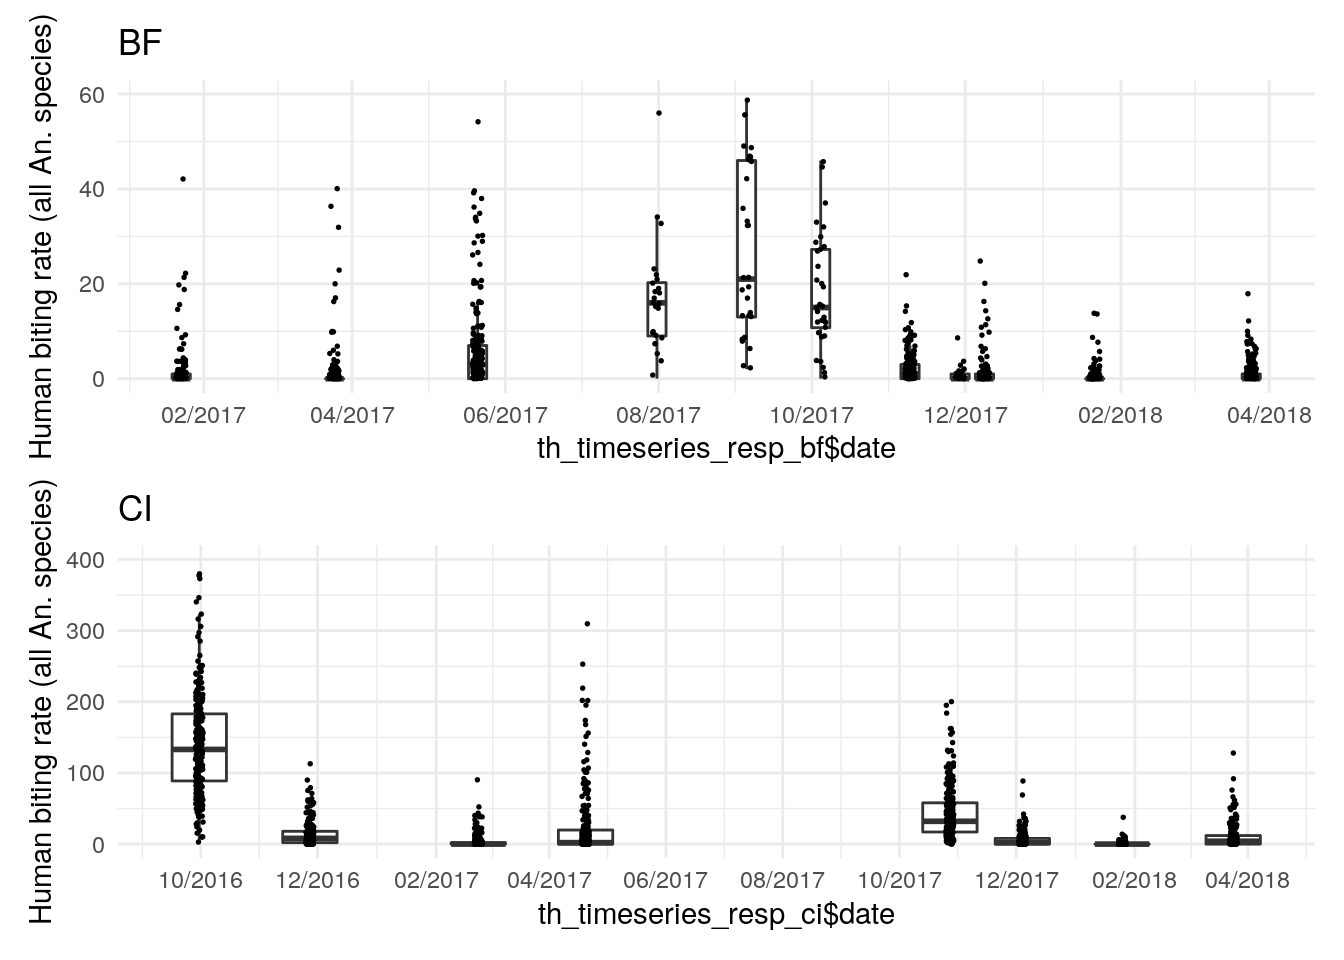 BF
Human biting rate (all An. species)
60
40
20
0
02/2017 04/2017 06/2017 08/2017 10/2017 12/2017 02/2018 04/2018
th_timeseries_resp_bf$date
CI
Human biting rate (all An. species)
400
300
200
100
0
10/2016 12/2016 02/2017 04/2017 06/2017 08/2017 10/2017 12/2017 02/2018 04/2018
th_timeseries_resp_ci$date